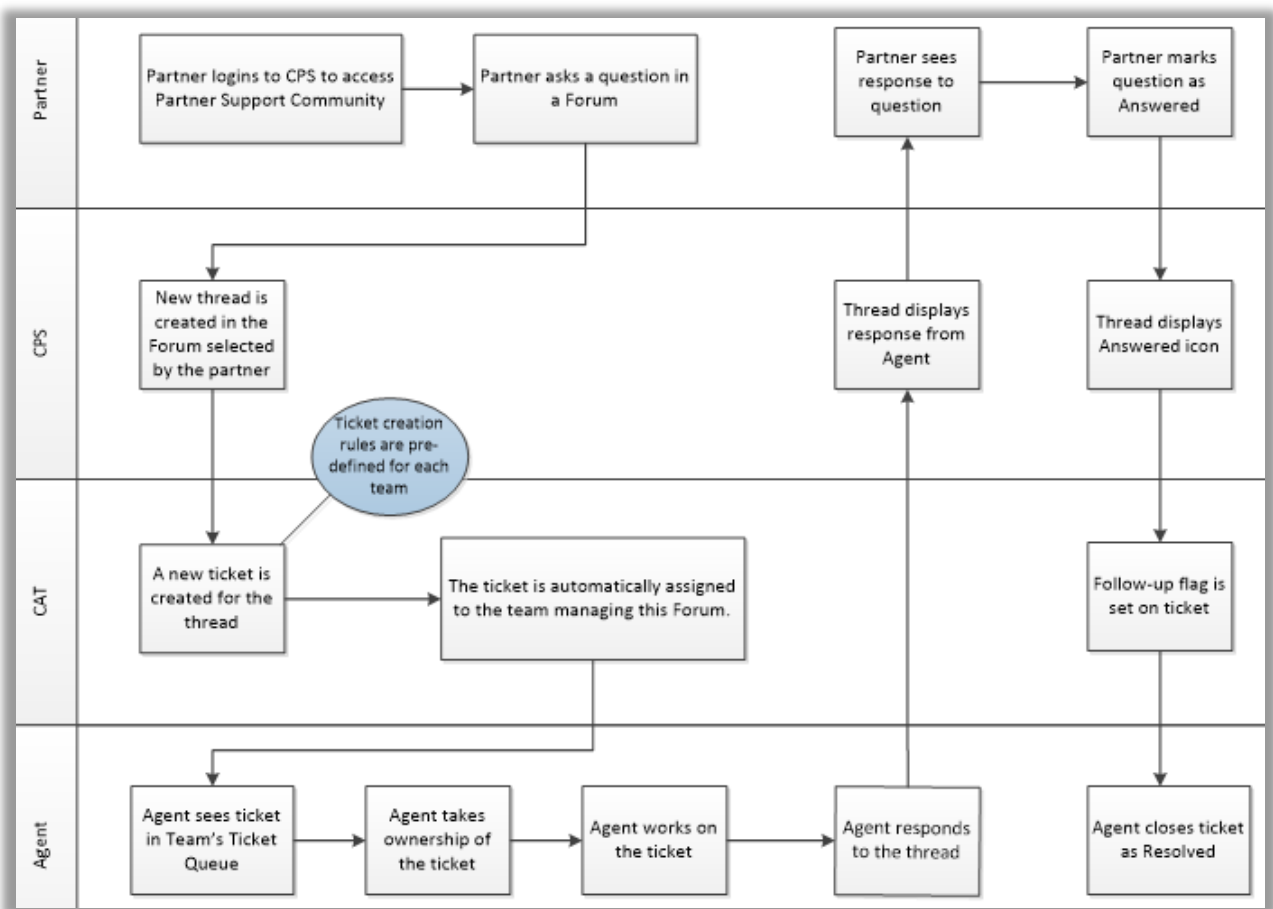 Partner
Partner logins to CPS to access
Partner Support Community
Partner asks a question in
a Forum
Partner sees
response to
question
Partner marks
question as
Answered
CPS
New thread is
created in the
Forum selected
by the partner
Thread displays
response from
Agent
Thread displays
Answered icon
Ticket creation
rules are pre-
defined for each
team
CAT
A new ticket is
created for the
thread
The ticket is automatically assigned
to the team managing this Forum.
Follow-up flag is
set on ticket
Agent
Agent sees ticket
in Team's Ticket
Queue
Agent takes
ownership of
the ticket
Agent works on
the ticket
Agent responds
to the thread
Agent closes ticket
as Resolved